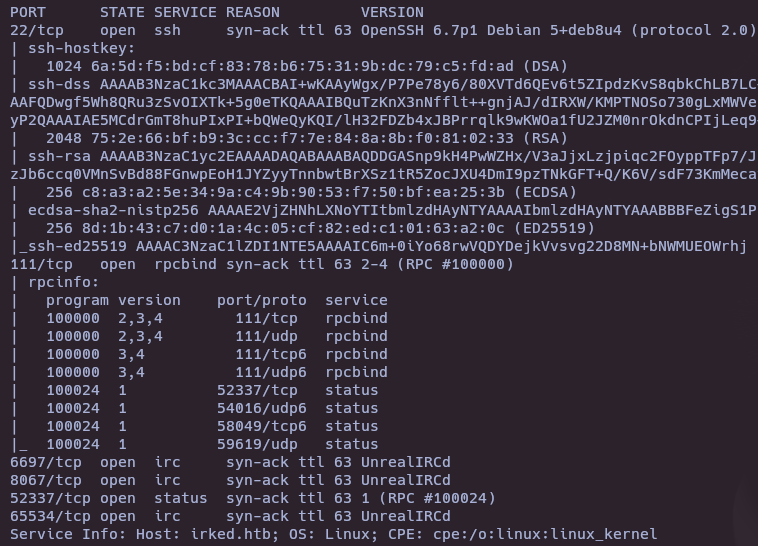 PORT      STATE SERVICE REASON         VERSION
22/tcp    open  ssh     syn-ack ttl 63 OpenSSH 6.7p1 Debian 5+deb8u4 (protocol 2.0)
| ssh-hostkey:
|   1024 6a:5d:f5:bd:cf:83:78:b6:75:31:9b:dc:79:c5:fd:ad (DSA)
| ssh-dss AAAAB3NzaC1kc3MAAACBAI+wKAAyWgx/P7Pe78y6/80XVTd6QEv6t5ZIpdzKvS8qbkChLB7LC
AAFQDwgf5Wh8QRu3zSvOIXTk+5g0eTKQAAAIBQuTzKnX3nNfflt++gnjAJ/dIRXW/KMPTNOSo730gLxMWVe
yP2QAAAIAE5MCdrGmT8huPIxPI+bQWeQyKQI/lH32FDZb4xJBPrrqlk9wKWOa1fU2JZM0nrOkdnCPIjLeq9
|   2048 75:2e:66:bf:b9:3c:cc:f7:7e:84:8a:8b:f0:81:02:33 (RSA)
| ssh-rsa AAAAB3NzaC1yc2EAAAADAQABAAABAQDDGASnp9kH4PwWZHx/V3aJjxLzjpiqc2FOyppTFp7/J
zJb6ccq0VMnSvBd88FGnwpEoH1JYZyyTnnbwtBrXSz1tR5ZocJXU4DmI9pzTNkGFT+Q/K6V/sdF73KmMeca
|   256 c8:a3:a2:5e:34:9a:c4:9b:90:53:f7:50:bf:ea:25:3b (ECDSA)
| ecdsa-sha2-nistp256 AAAAE2VjZHNhLXNoYTItbmlzdHAyNTYAAAAIbmlzdHAyNTYAAABBBFeZigS1P
|   256 8d:1b:43:c7:d0:1a:4c:05:cf:82:ed:c1:01:63:a2:0c (ED25519)
|_ssh-ed25519 AAAAC3NzaC1lZDI1NTE5AAAAIC6m+0iYo68rwVQDYDejkVvsvg22D8MN+bNWMUEOWrhj
111/tcp   open  rpcbind syn-ack ttl 63 2-4 (RPC #100000)
| rpcinfo:
|   program version    port/proto  service
|   100000  2,3,4        111/tcp   rpcbind
|   100000  2,3,4        111/udp   rpcbind
|   100000  3,4          111/tcp6  rpcbind
|   100000  3,4          111/udp6  rpcbind
|   100024  1          52337/tcp   status
|   100024  1          54016/udp6  status
|   100024  1          58049/tcp6  status
|_  100024  1          59619/udp   status
6697/tcp  open  irc     syn-ack ttl 63 UnrealIRCd
8067/tcp  open  irc     syn-ack ttl 63 UnrealIRCd
52337/tcp open  status  syn-ack ttl 63 1 (RPC #100024)
65534/tcp open  irc     syn-ack ttl 63 UnrealIRCd
Service Info: Host: irked.htb; OS: Linux; CPE: cpe:/o:linux:linux_kernel